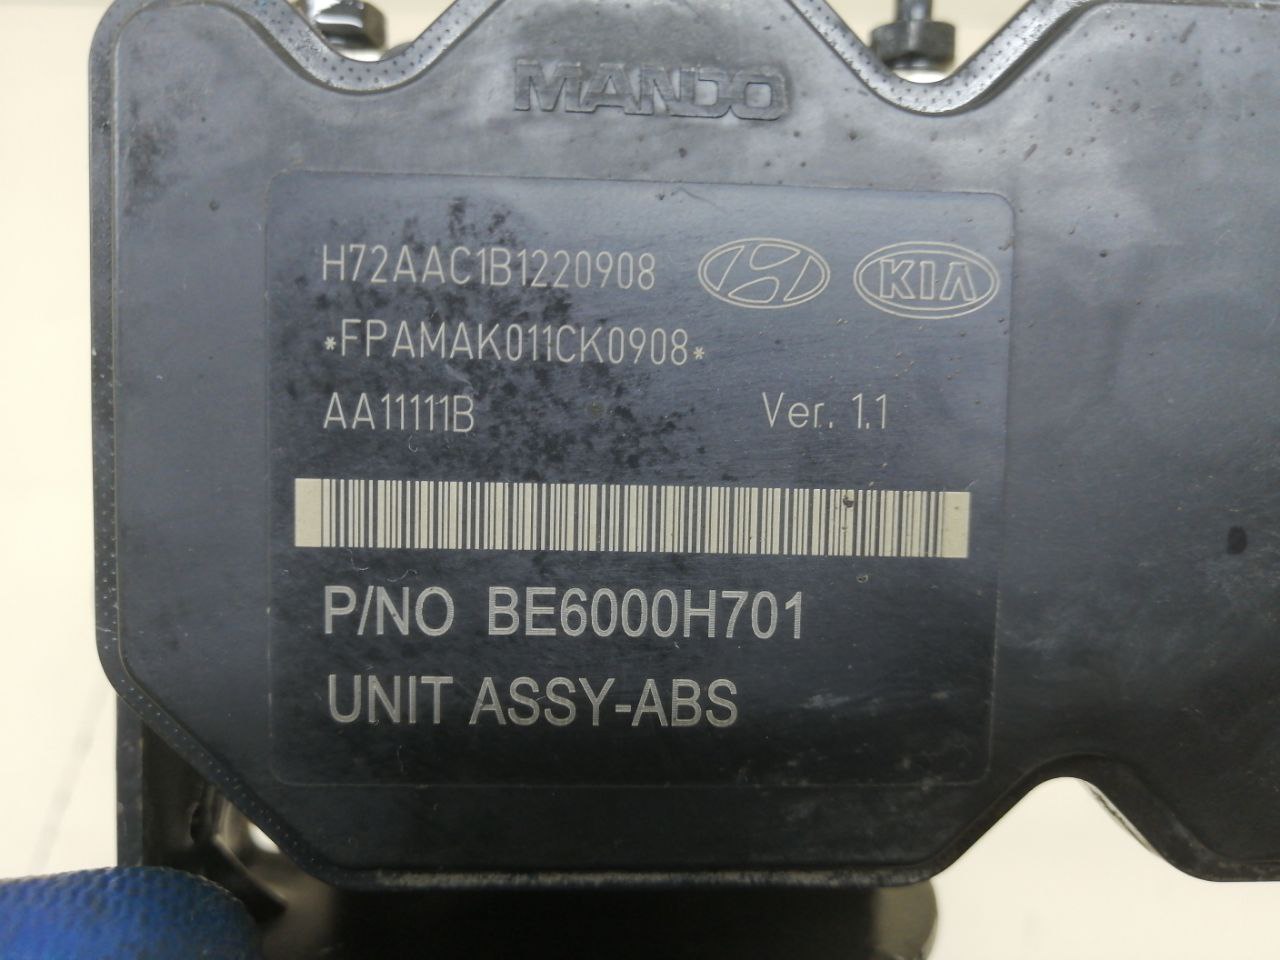 MANDO
H72AAC1B1220908 KIA
*FPAMAK011CK0908*
AA11111B Ver. 1.1
P/NO BE6000H701
UNIT ASSY-ABS